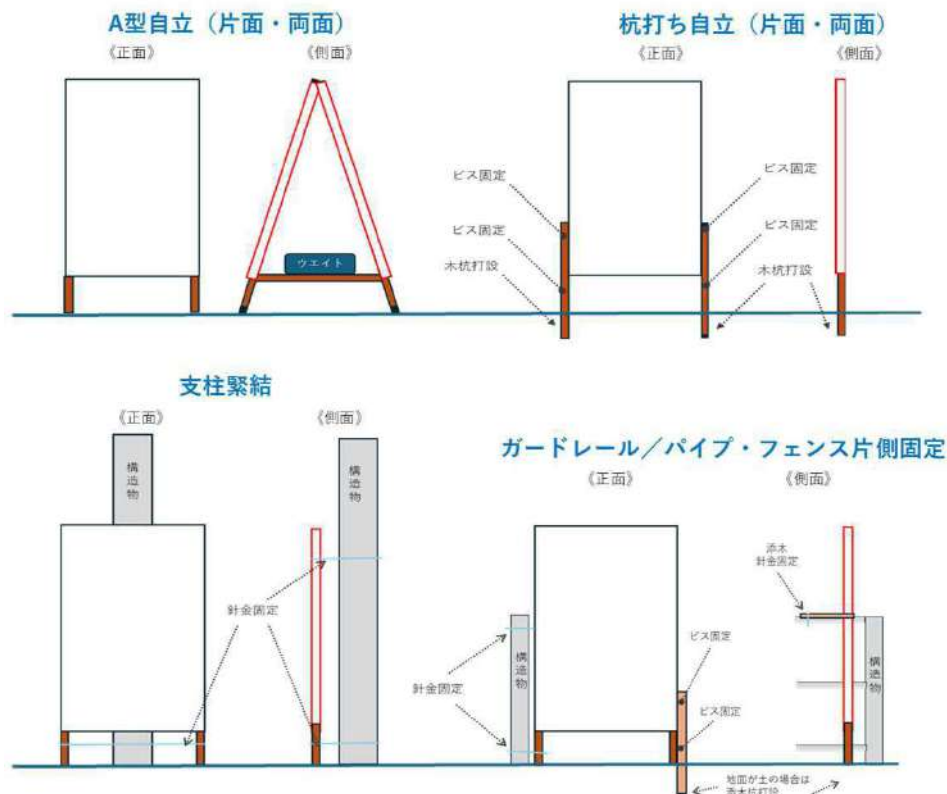 A型自立（片面・両面）
《正面》
《側面》
ウエイト
杭打ち自立（片面・両面）
《正面》
《側面》
ビス固定
ビス固定
木杭打設
ビス固定
ビス固定
木杭打設
支柱緊結
《正面》
《側面》
構造物
構造物
針金固定
ガードレール／パイプ・フェンス片側固定
《正面》
《側面》
添木
針金固定
構造物
針金固定
ビス固定
ビス固定
構造物
地面が土の場合は
添木杭打設